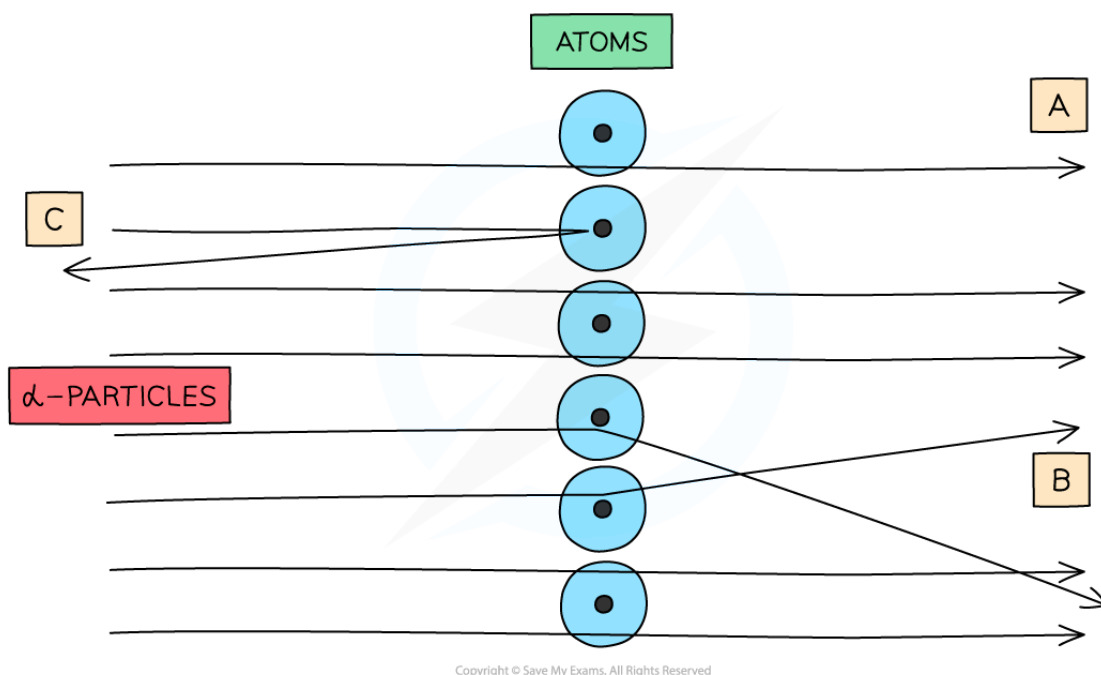 ATOMS
A
C
α-PARTICLES
B
Copyright © Save My Exams. All Rights Reserved